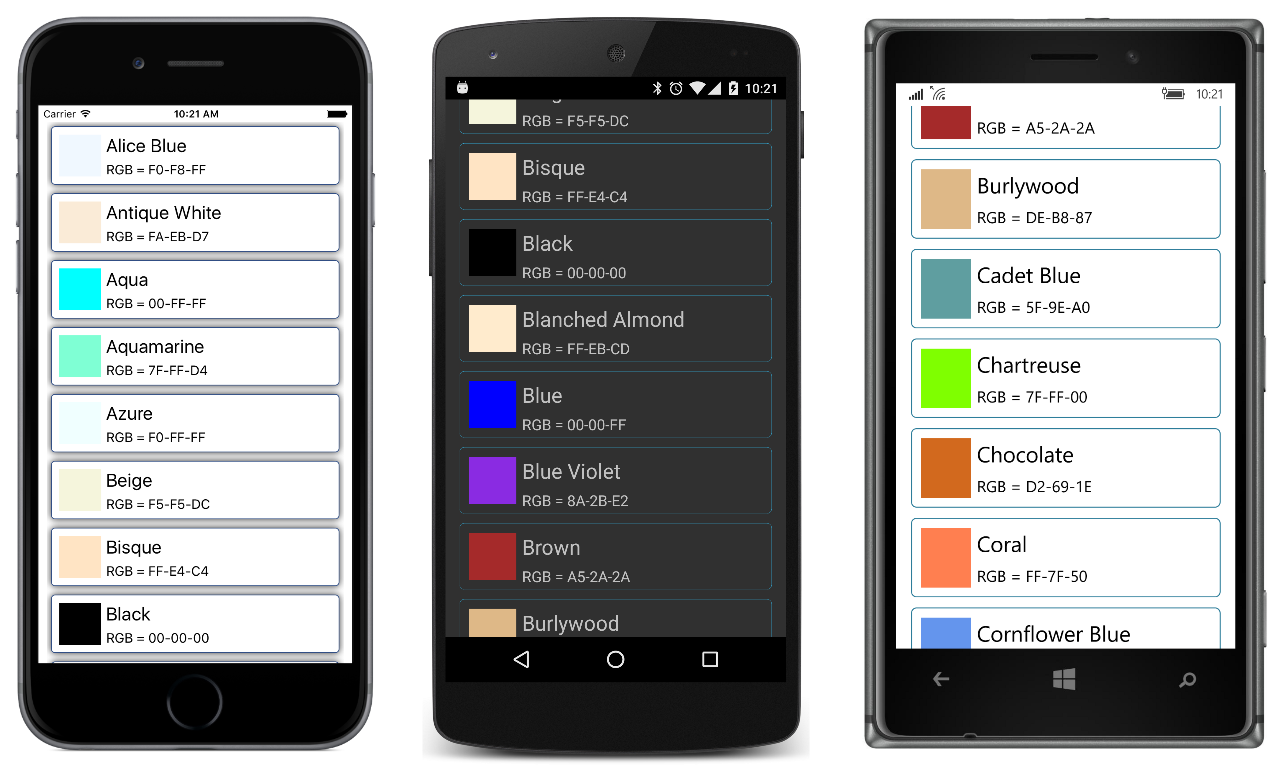 Carrier
10:21 AM
Alice Blue
RGB = F0-F8-FF
Antique White
RGB = FA-EB-D7
Aqua
RGB = 00-FF-FF
Aquamarine
RGB = 7F-FF-D4
Azure
RGB = F0-FF-FF
Beige
RGB = F5-F5-DC
Bisque
RGB = FF-E4-C4
Black
RGB = 00-00-00
10:21
RGB = F5-F5-DC
Bisque
RGB = FF-E4-C4
Black
RGB = 00-00-00
Blanched Almond
RGB = FF-EB-CD
Blue
RGB = 00-00-FF
Blue Violet
RGB = 8A-2B-E2
Brown
RGB = A5-2A-2A
Burlywood
10:21
RGB = A5-2A-2A
Burlywood
RGB = DE-B8-87
Cadet Blue
RGB = 5F-9E-A0
Chartreuse
RGB = 7F-FF-00
Chocolate
RGB = D2-69-1E
Coral
RGB = FF-7F-50
Cornflower Blue